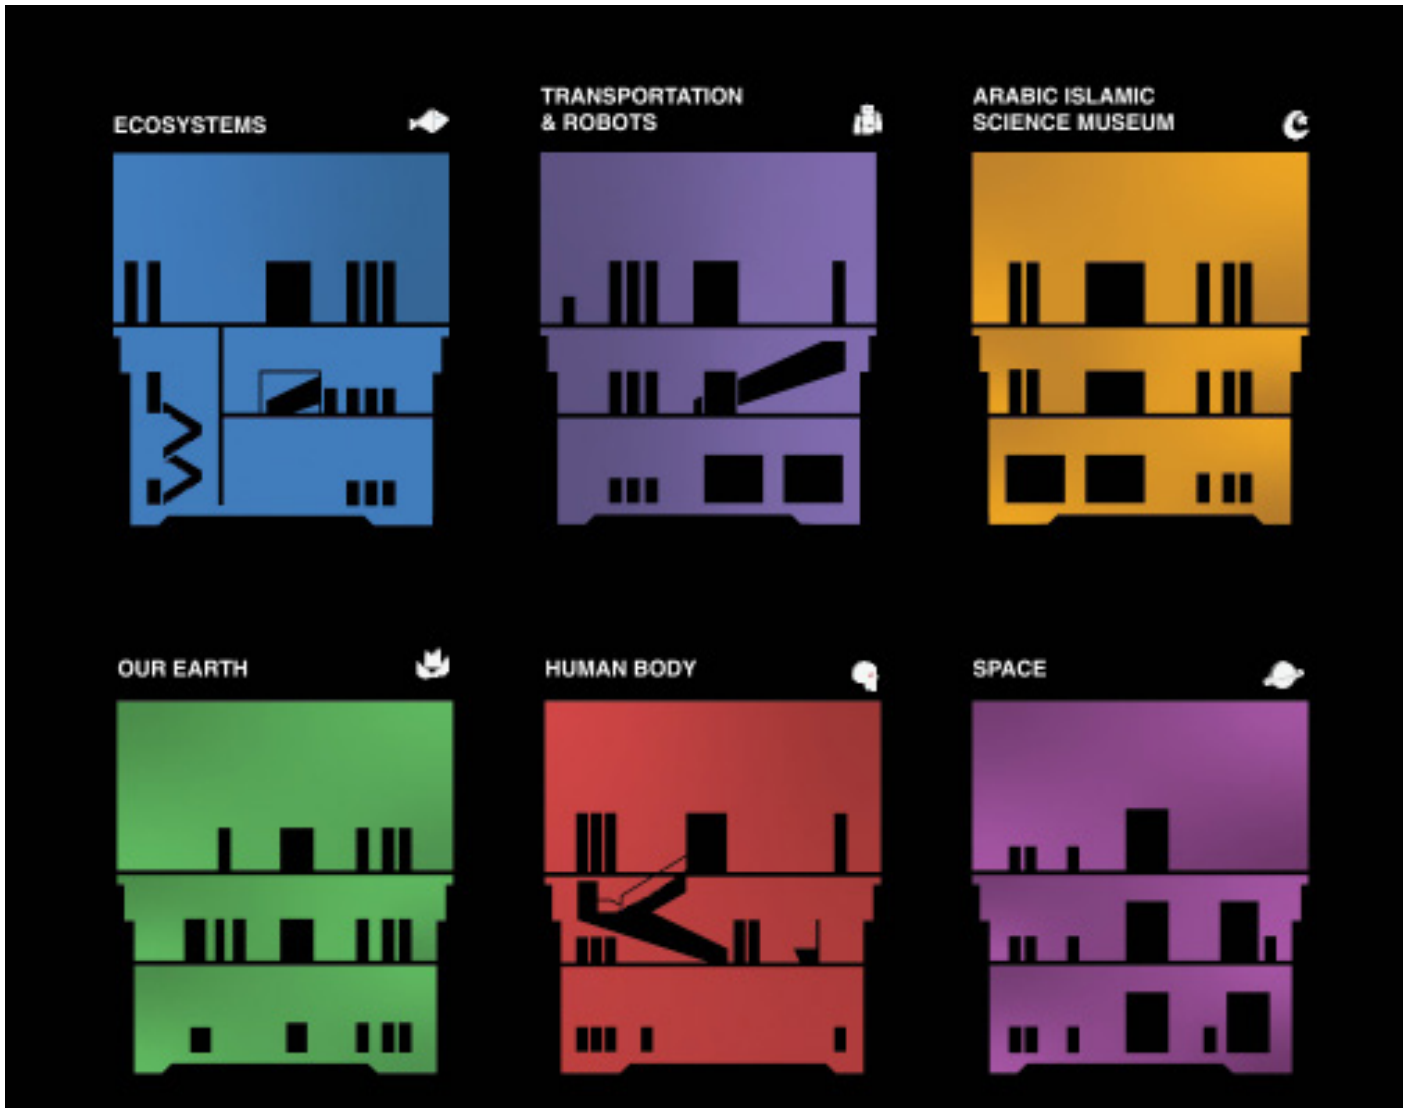 ECOSYSTEMS
TRANSPORTATION
& ROBOTS
ARABIC ISLAMIC
SCIENCE MUSEUM
OUR EARTH
HUMAN BODY
SPACE